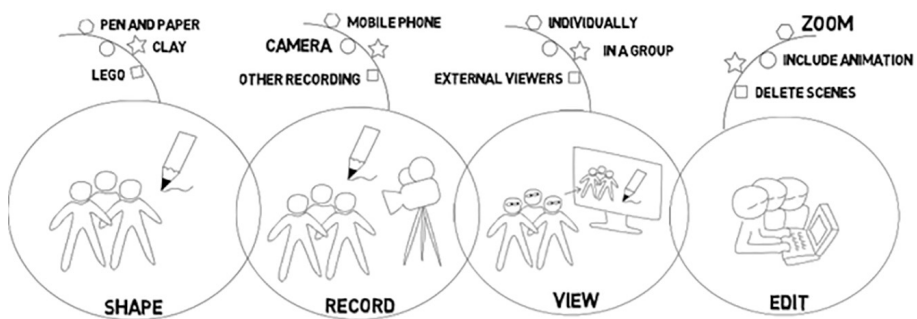 PEN AND PAPER
CLAY
LEGO
SHAPE
MOBILE PHONE
CAMERA
OTHER RECORDING
RECORD
INDIVIDUALLY
IN A GROUP
EXTERNAL VIEWERS
VIEW
ZOOM
INCLUDE ANIMATION
DELETE SCENES
EDIT